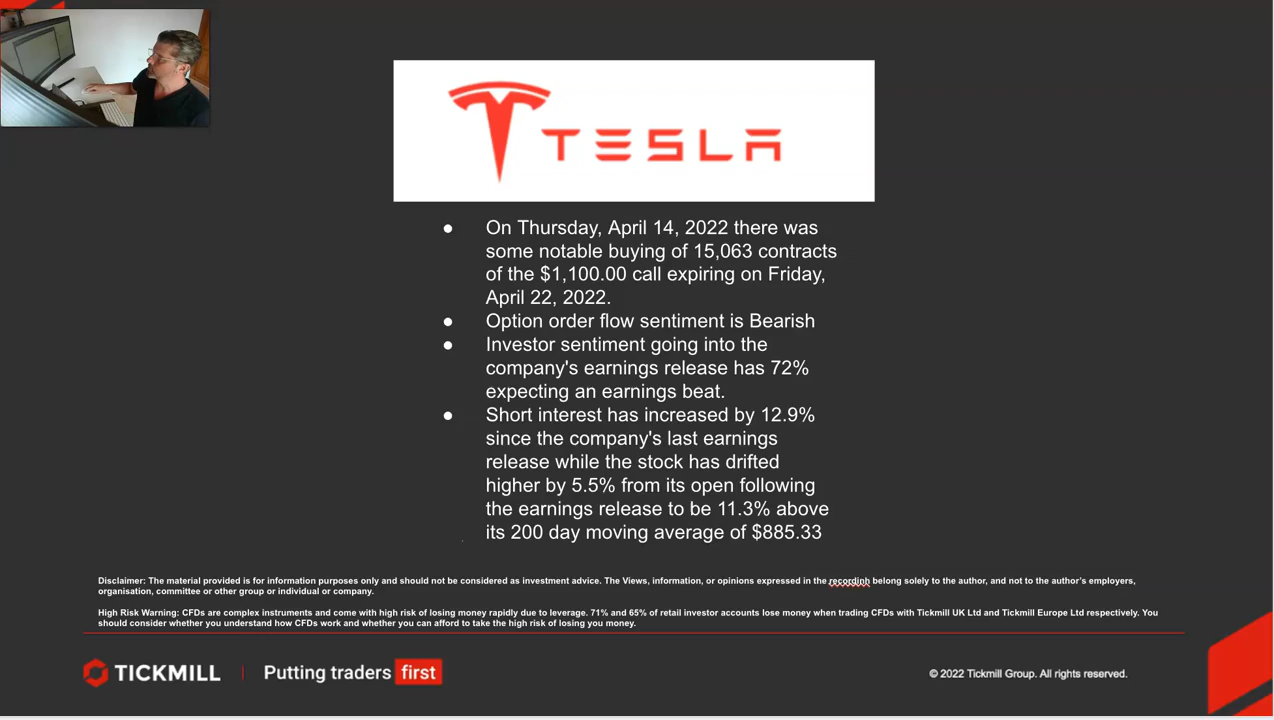 TESLA
● On Thursday, April 14, 2022 there was
some notable buying of 15,063 contracts
of the $1,100.00 call expiring on Friday,
April 22, 2022.
● Option order flow sentiment is Bearish
● Investor sentiment going into the
company's earnings release has 72%
expecting an earnings beat.
● Short interest has increased by 12.9%
since the company's last earnings
release while the stock has drifted
higher by 5.5% from its open following
the earnings release to be 11.3% above
its 200 day moving average of $885.33
Disclaimer: The material provided is for information purposes only and should not be considered as investment advice. The Views, information, or opinions expressed in the recordinh belong solely to the author, and not to the author's employers,
organisation, committee or other group or individual or company.
High Risk Warning: CFDs are complex instruments and come with high risk of losing money rapidly due to leverage. 71% and 65% of retail investor accounts lose money when trading CFDs with Tickmill UK Ltd and Tickmill Europe Ltd respectively. You
should consider whether you understand how CFDs work and whether you can afford to take the high risk of losing you money.
TICKMILL | Putting traders first
© 2022 Tickmill Group. All rights reserved.